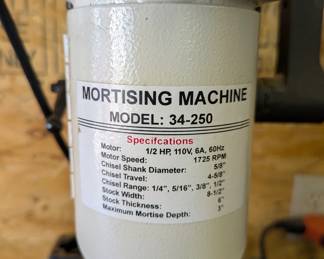 MORTISING MACHINE
MODEL: 34-250
Specifcations
Motor: 1/2 HP, 110V, 6A, 60Hz
Motor Speed: 1725 RPM
Chisel Shank Diameter: 5/8"
Chisel Travel: 4-5/8"
Chisel Range: 1/4", 5/16", 3/8", 1/2"
Stock Width: 8-1/2"
Stock Thickness: 6"
Maximum Mortise Depth: 3"